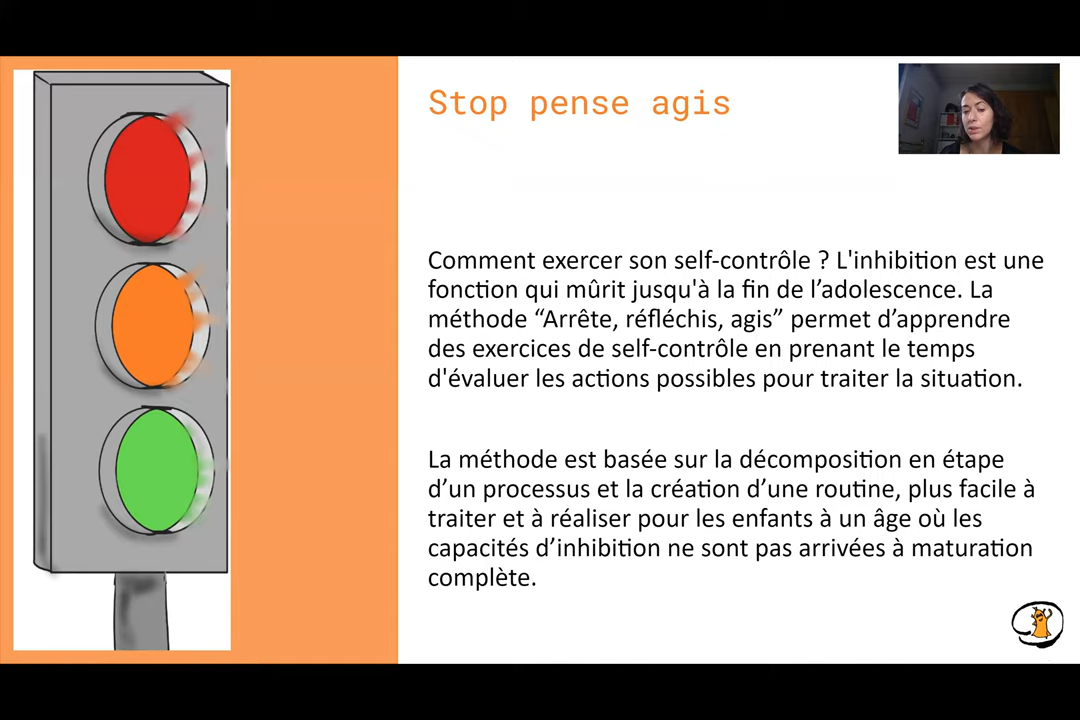 Stop pense agis
Comment exercer son self-contrôle ? L'inhibition est une
fonction qui mûrit jusqu'à la fin de l’adolescence. La
méthode “Arrête, réfléchis, agis” permet d’apprendre
des exercices de self-contrôle en prenant le temps
d'évaluer les actions possibles pour traiter la situation.
La méthode est basée sur la décomposition en étape
d’un processus et la création d’une routine, plus facile à
traiter et à réaliser pour les enfants à un âge où les
capacités d’inhibition ne sont pas arrivées à maturation
complète.